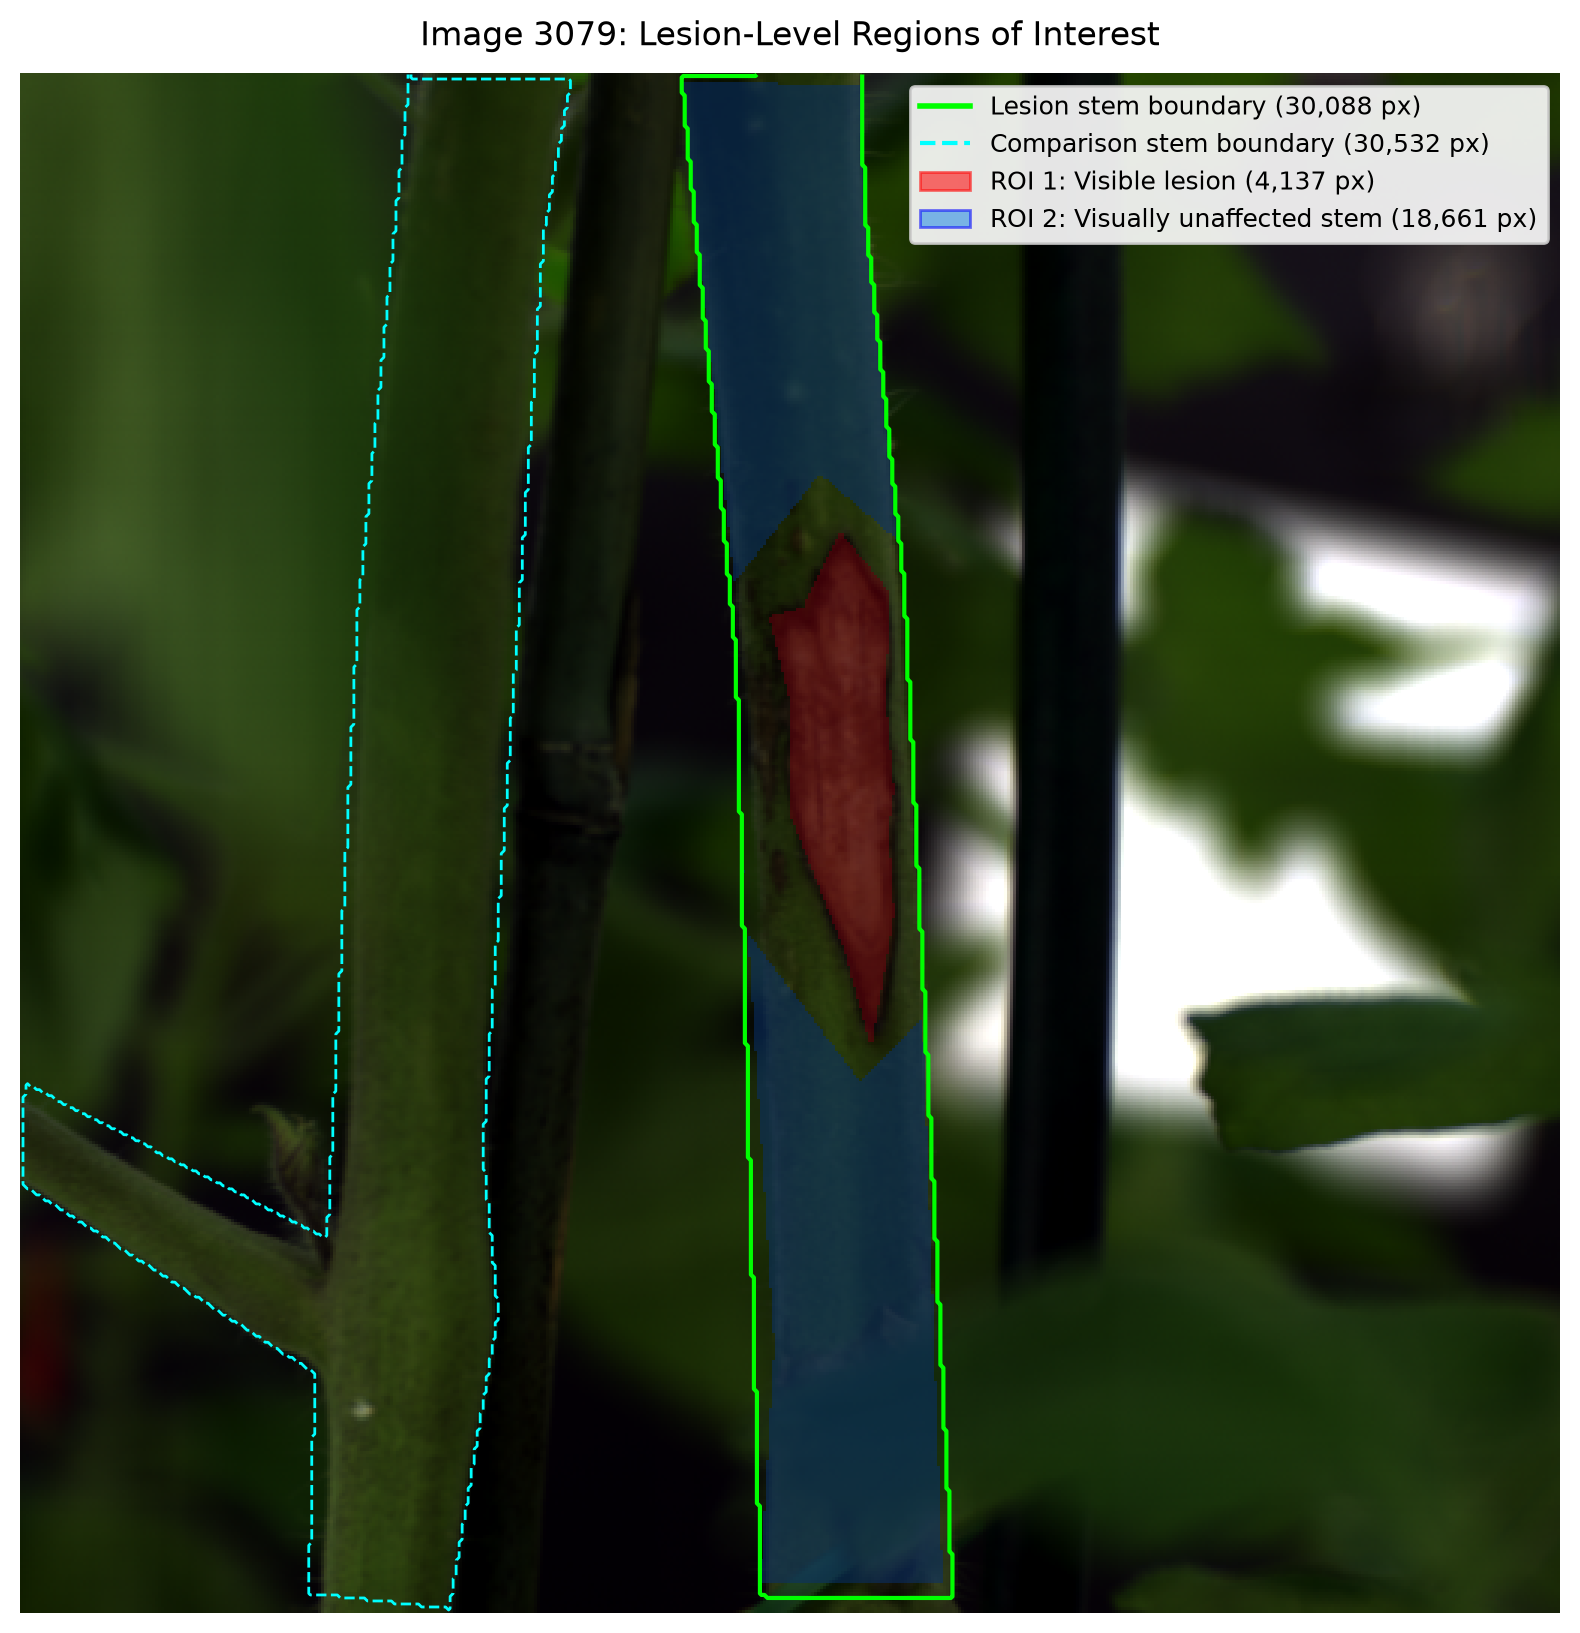 Image 3079: Lesion-Level Regions of Interest
Lesion stem boundary (30,088 px)
Comparison stem boundary (30,532 px)
ROI 1: Visible lesion (4,137 px)
ROI 2: Visually unaffected stem (18,661 px)